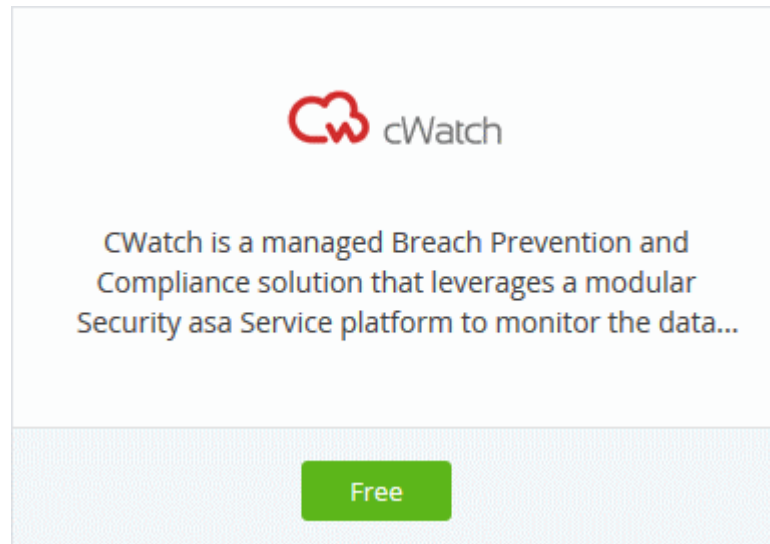 cWatch
CWatch is a managed Breach Prevention and
Compliance solution that leverages a modular
Security asa Service platform to monitor the data...
Free